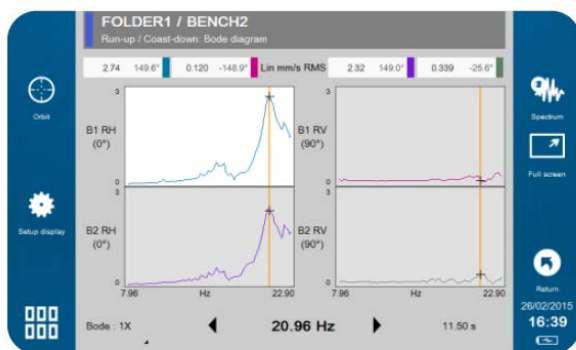 FOLDER1 / BENCH2
Run-up / Coast-down: Bode diagram
2.74 149.6° 0.120 -148.9° Lin mm/s RMS 2.32 149.0° 0.339 -25.6°
Orbit
Setup display
3
B1 RH
(0°)
0
3
B1 RV
(90°)
0
3
B2 RH
(0°)
0
3
B2 RV
(90°)
0
7.96 Hz 22.90
7.96 Hz 22.90
Bode : 1X
20.96 Hz
11.50 s
Spectrum
Full screen
Return
26/02/2015
16:39